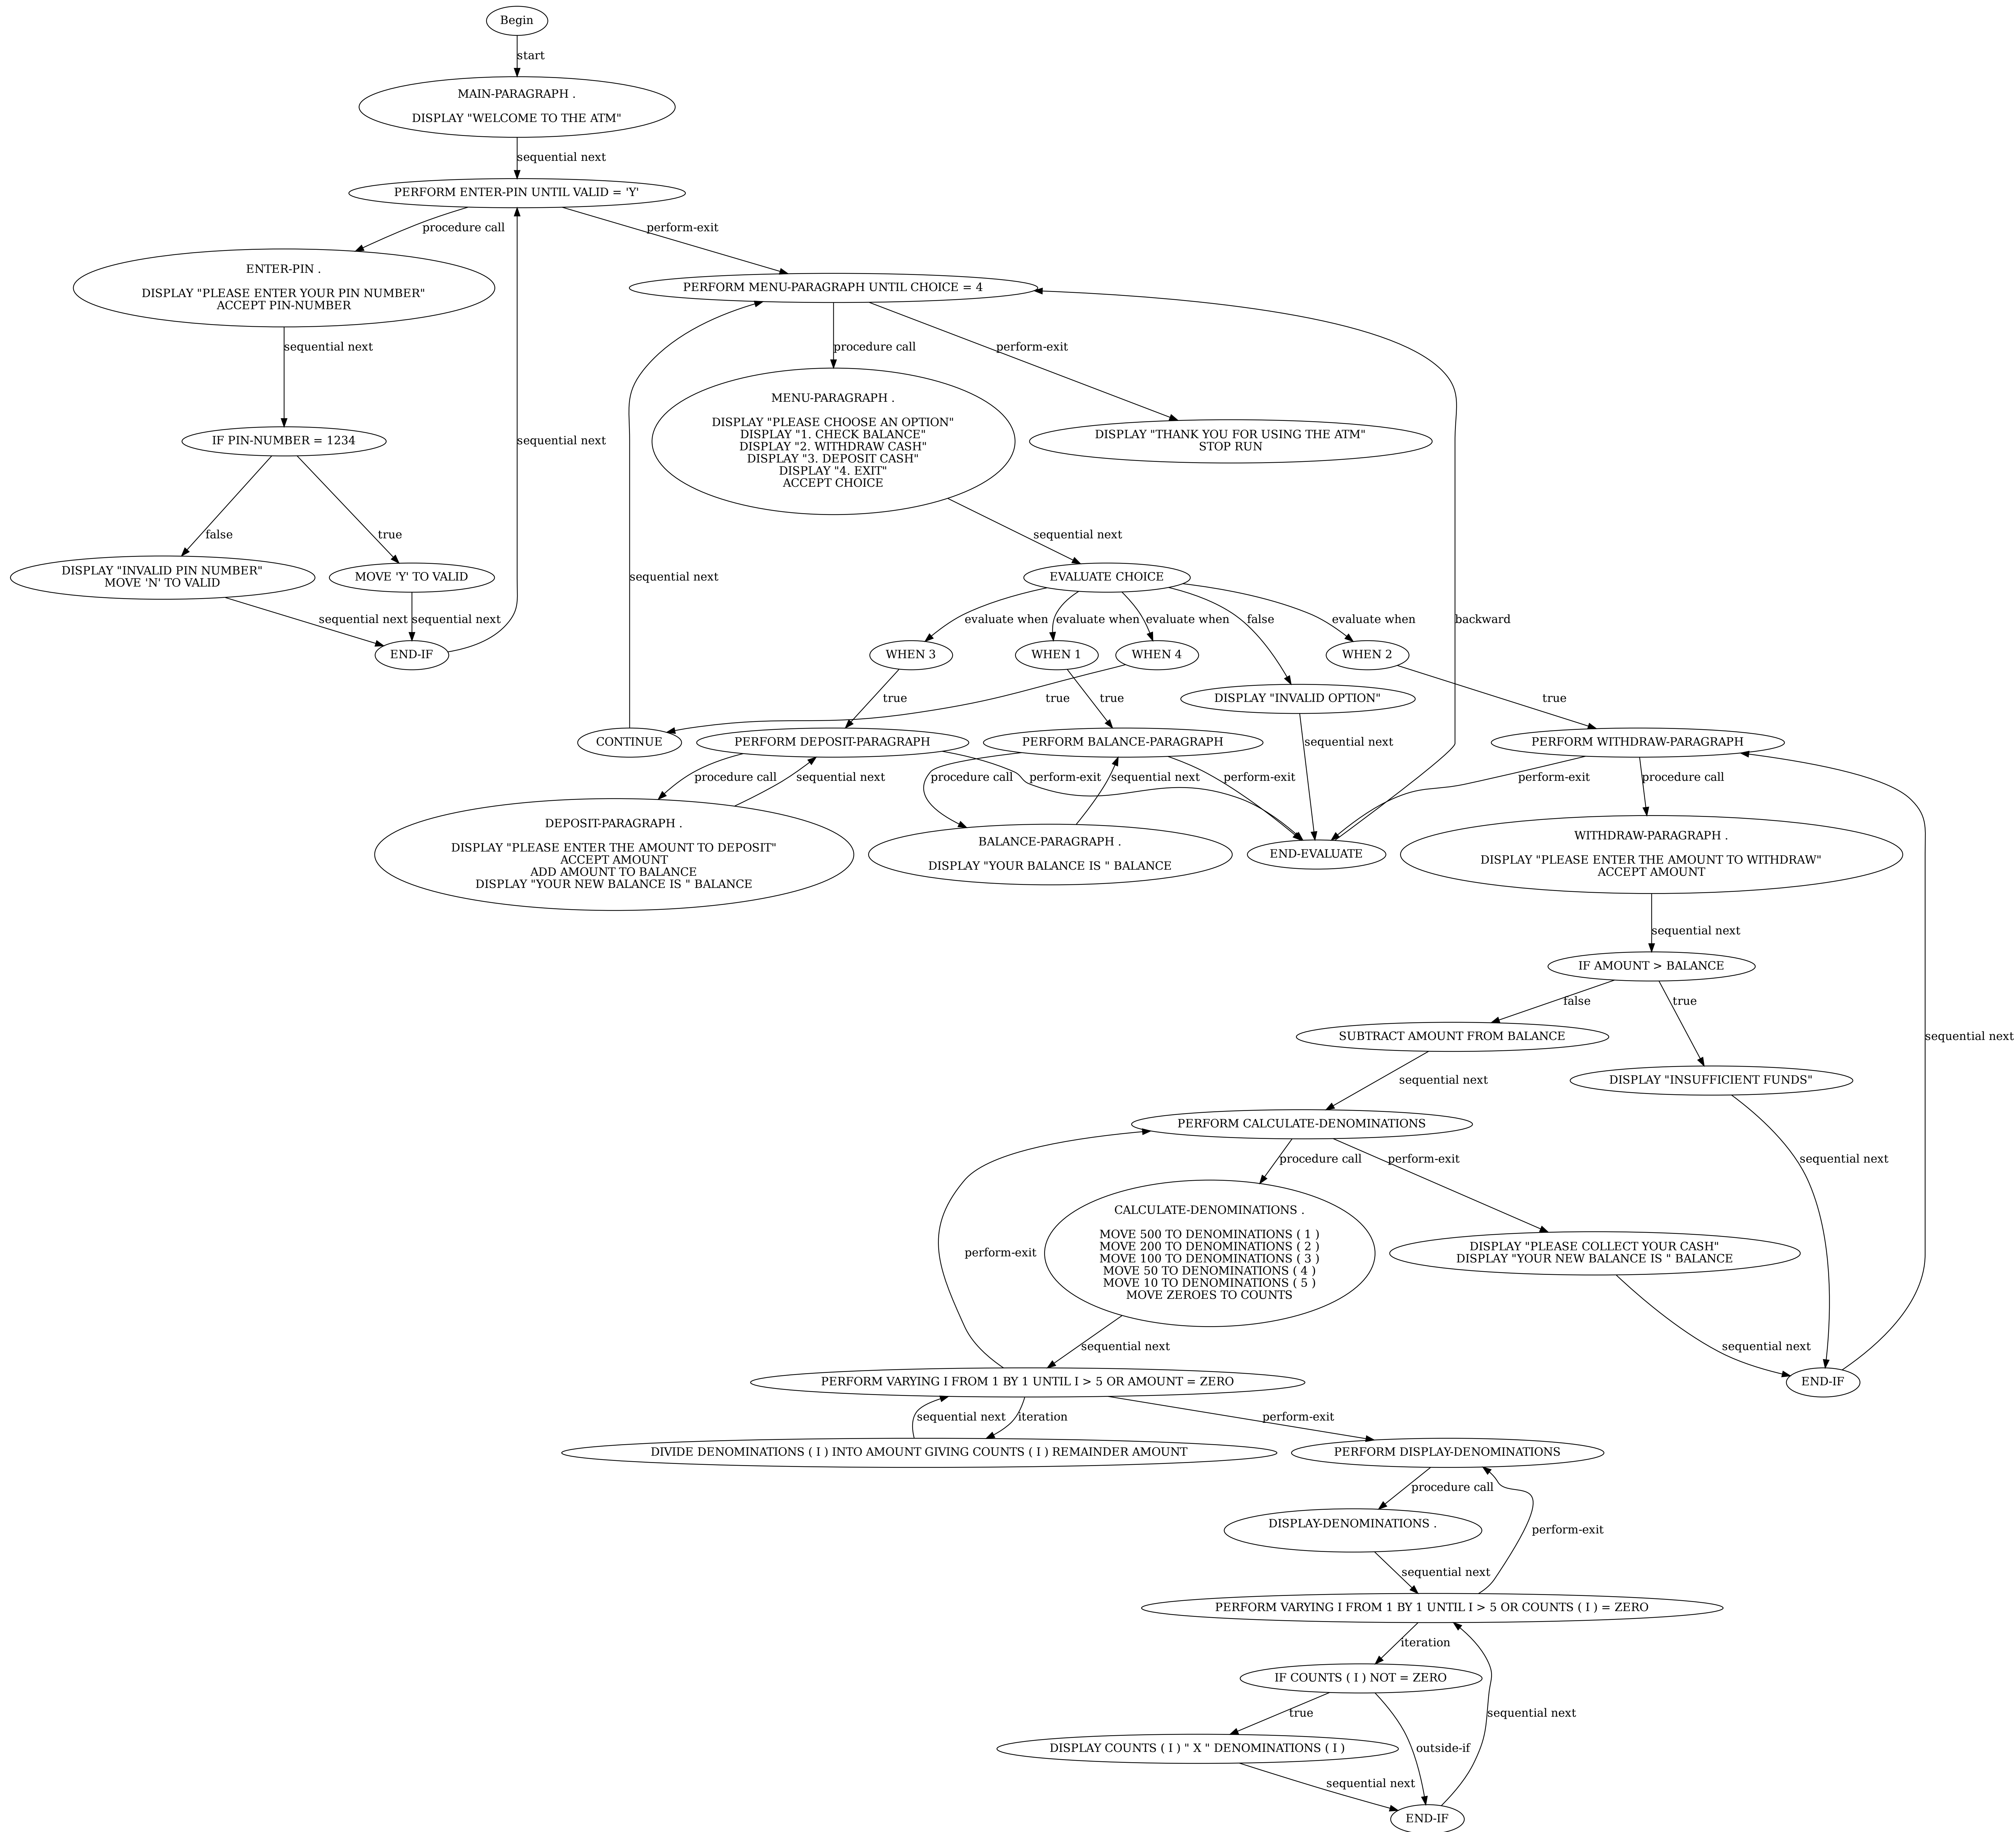 Begin
start
MAIN-PARAGRAPH .
DISPLAY "WELCOME TO THE ATM"
sequential next
PERFORM ENTER-PIN UNTIL VALID = 'Y'
procedure call
perform-exit
ENTER-PIN .
DISPLAY "PLEASE ENTER YOUR PIN NUMBER"
ACCEPT PIN-NUMBER
PERFORM MENU-PARAGRAPH UNTIL CHOICE = 4
sequential next
procedure call
perform-exit
MENU-PARAGRAPH .
DISPLAY "PLEASE CHOOSE AN OPTION"
DISPLAY "1. CHECK BALANCE"
DISPLAY "2. WITHDRAW CASH"
DISPLAY "3. DEPOSIT CASH"
DISPLAY "4. EXIT"
ACCEPT CHOICE
IF PIN-NUMBER = 1234
sequential next
DISPLAY "THANK YOU FOR USING THE ATM"
STOP RUN
false
true
sequential next
DISPLAY "INVALID PIN NUMBER"
MOVE 'N' TO VALID
MOVE 'Y' TO VALID
sequential next
EVALUATE CHOICE
sequential next
sequential next
evaluate when
evaluate when
evaluate when
false
evaluate when
backward
END-IF
WHEN 3
WHEN 1
WHEN 4
WHEN 2
true
true
true
DISPLAY "INVALID OPTION"
true
CONTINUE
PERFORM DEPOSIT-PARAGRAPH
PERFORM BALANCE-PARAGRAPH
sequential next
PERFORM WITHDRAW-PARAGRAPH
procedure call
sequential next
procedure call
perform-exit
sequential next
perform-exit
perform-exit
procedure call
DEPOSIT-PARAGRAPH .
DISPLAY "PLEASE ENTER THE AMOUNT TO DEPOSIT"
ACCEPT AMOUNT
ADD AMOUNT TO BALANCE
DISPLAY "YOUR NEW BALANCE IS " BALANCE
BALANCE-PARAGRAPH .
DISPLAY "YOUR BALANCE IS " BALANCE
END-EVALUATE
WITHDRAW-PARAGRAPH .
DISPLAY "PLEASE ENTER THE AMOUNT TO WITHDRAW"
ACCEPT AMOUNT
sequential next
IF AMOUNT > BALANCE
false
true
SUBTRACT AMOUNT FROM BALANCE
sequential next
sequential next
DISPLAY "INSUFFICIENT FUNDS"
PERFORM CALCULATE-DENOMINATIONS
procedure call
perform-exit
sequential next
CALCULATE-DENOMINATIONS .
MOVE 500 TO DENOMINATIONS ( 1 )
MOVE 200 TO DENOMINATIONS ( 2 )
MOVE 100 TO DENOMINATIONS ( 3 )
MOVE 50 TO DENOMINATIONS ( 4 )
MOVE 10 TO DENOMINATIONS ( 5 )
MOVE ZEROES TO COUNTS
perform-exit
DISPLAY "PLEASE COLLECT YOUR CASH"
DISPLAY "YOUR NEW BALANCE IS " BALANCE
sequential next
sequential next
PERFORM VARYING I FROM 1 BY 1 UNTIL I > 5 OR AMOUNT = ZERO
END-IF
sequential next
iteration
perform-exit
DIVIDE DENOMINATIONS ( I ) INTO AMOUNT GIVING COUNTS ( I ) REMAINDER AMOUNT
PERFORM DISPLAY-DENOMINATIONS
procedure call
DISPLAY-DENOMINATIONS .
perform-exit
sequential next
PERFORM VARYING I FROM 1 BY 1 UNTIL I > 5 OR COUNTS ( I ) = ZERO
iteration
IF COUNTS ( I ) NOT = ZERO
true
sequential next
DISPLAY COUNTS ( I ) " X " DENOMINATIONS ( I )
outside-if
sequential next
END-IF